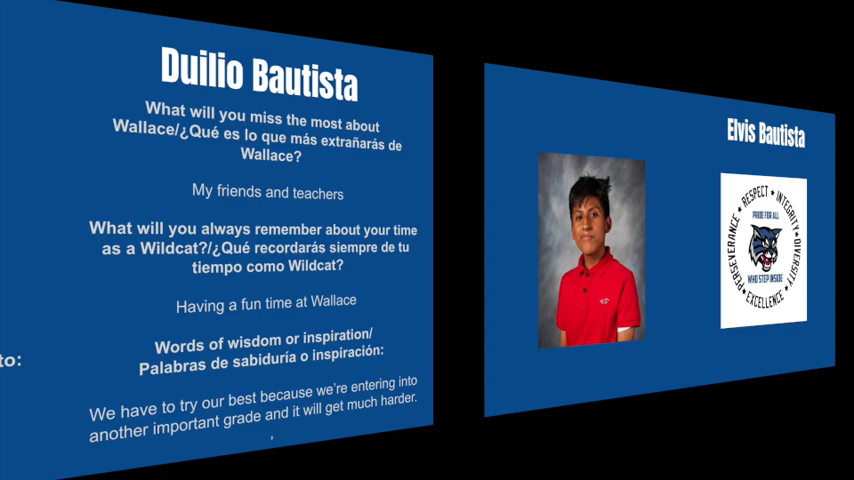 Duilio Bautista
What will you miss the most about
Wallace/¿Qué es lo que más extrañarás de
Wallace?
My friends and teachers
What will you always remember about your time
as a Wildcat?/¿Qué recordarás siempre de tu
tiempo como Wildcat?
Having a fun time at Wallace
Words of wisdom or inspiration/
Palabras de sabiduría o inspiración:
to:
We have to try our best because we're entering into
another important grade and it will get much harder.
,
Elvis Bautista
PERSEVERANCE * RESPECT * INTEGRITY * DIVERSITY * EXCELLENCE *
PRIDE FOR ALL
WHO STEP INSIDE